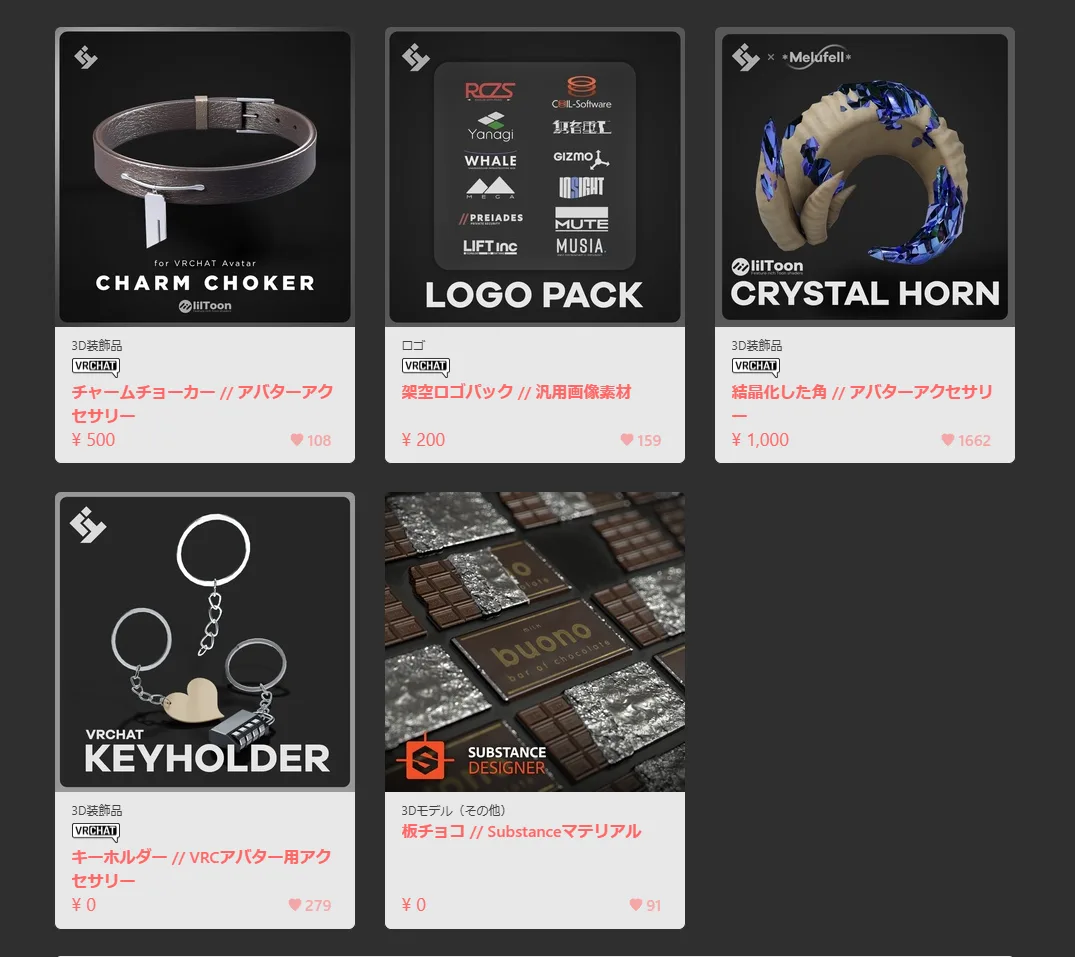 for VRCHAT Avatar
CHARM CHOKER
lilToon
3D装飾品
VRCHAT
チャームチョーカー // アバターアク
セサリー
¥ 500
108
RCZS
COIL-Software
Yanagi
勇者重工
WHALE
GIZMO
MEGA
INSIGHT
//PREIADES
MUTE
LIFT inc
MUSIA
LOGO PACK
ロゴ
VRCHAT
架空ロゴパック // 汎用画像素材
¥ 200
159
× *Melufell*
lilToon
CRYSTAL HORN
3D装飾品
VRCHAT
結晶化した角 // アバターアクセサリ
ー
¥ 1,000
1662
VRCHAT
KEYHOLDER
3D装飾品
VRCHAT
キーホルダー // VRCアバター用アク
セサリー
¥ 0
279
buono
bar of chocolate
SUBSTANCE
DESIGNER
3Dモデル（その他）
板チョコ // Substanceマテリアル
¥ 0
91